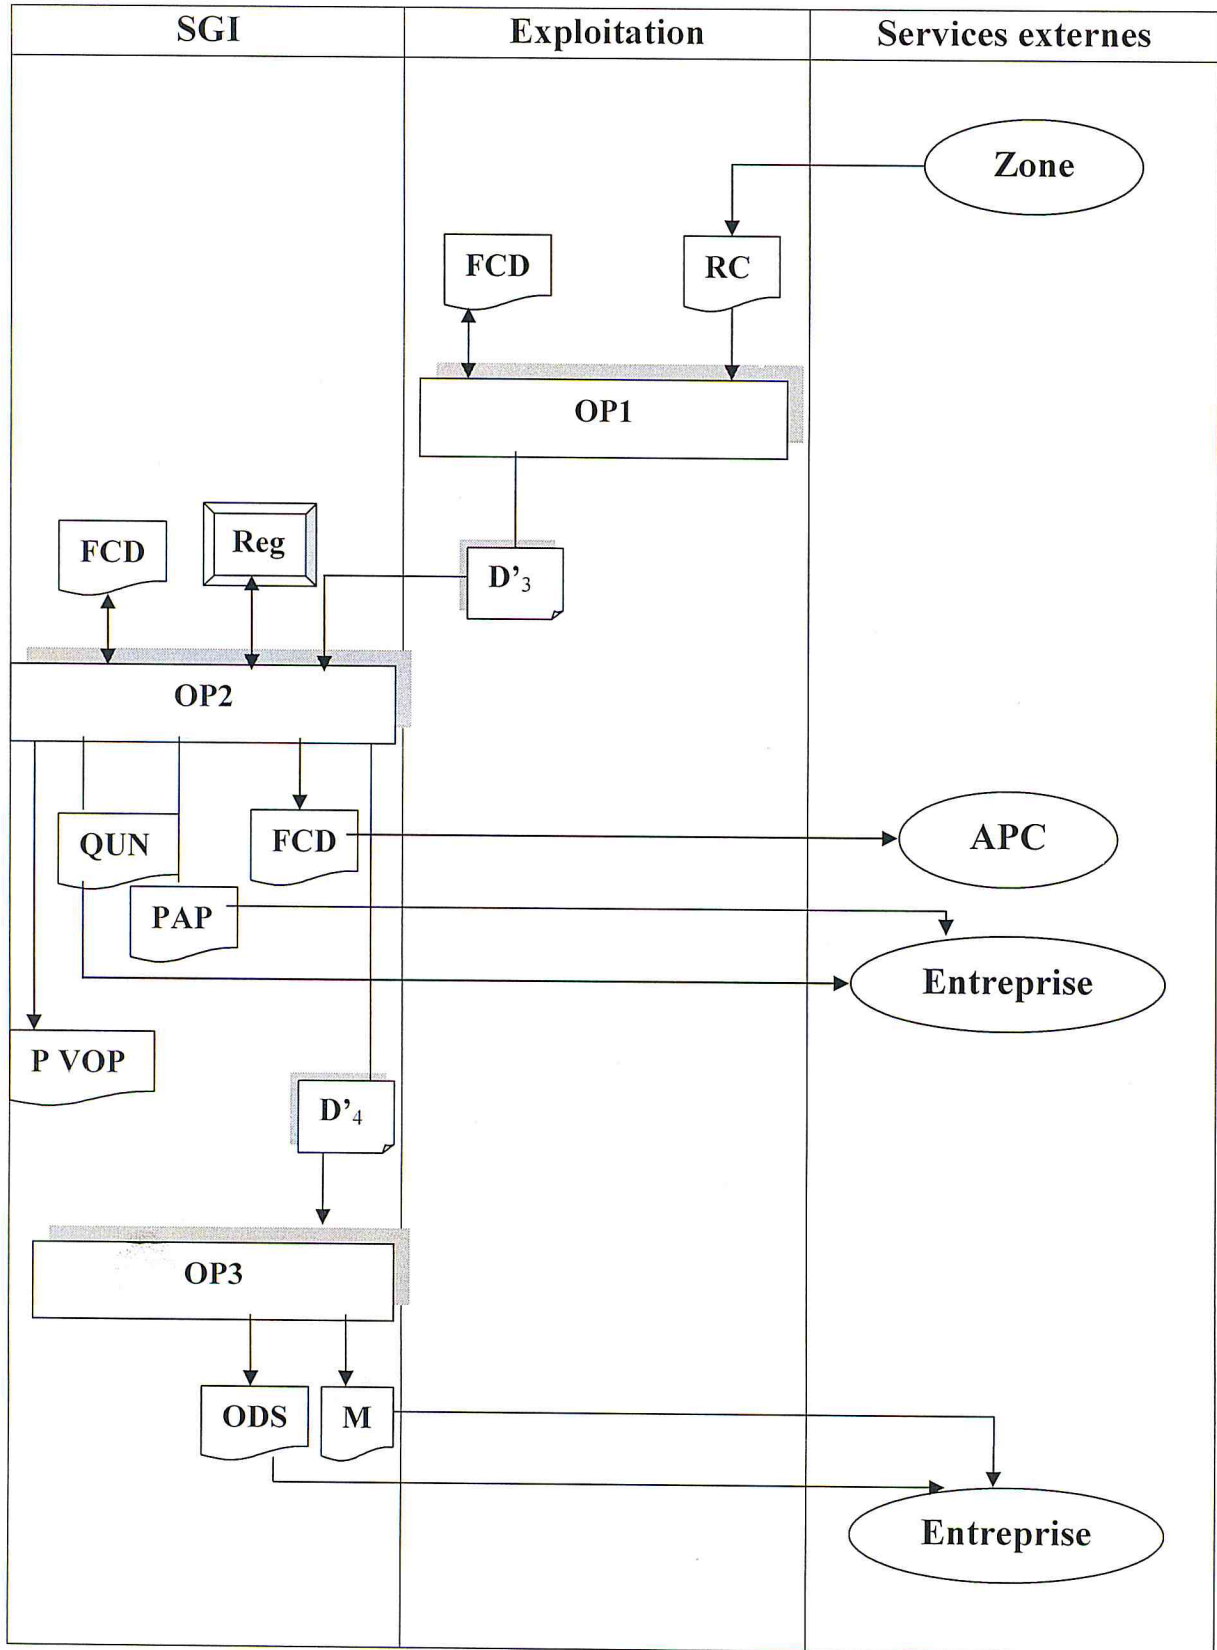 SGI
Exploitation
Services externes
Zone
FCD
RC
OP1
FCD
Reg
D'3
OP2
QUN
FCD
APC
PAP
Entreprise
P VOP
D'4
OP3
ODS
M
Entreprise